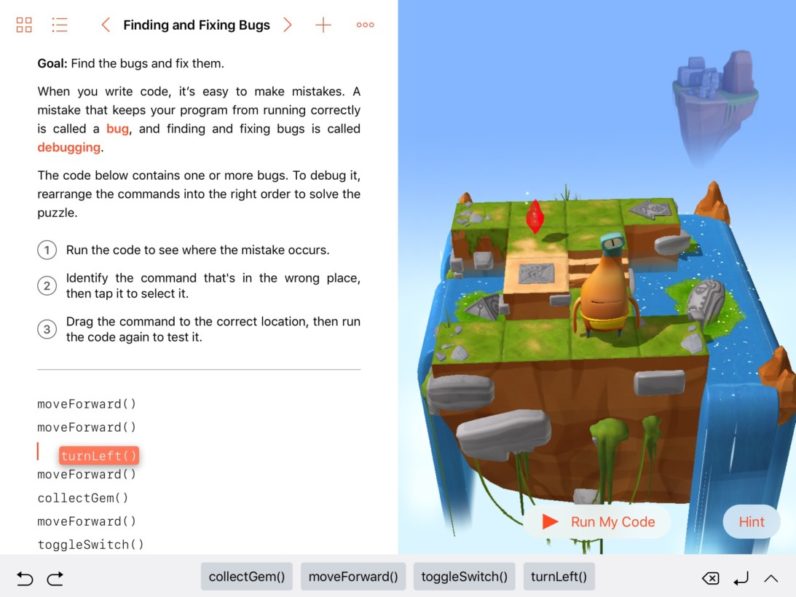 Finding and Fixing Bugs
Goal: Find the bugs and fix them.
When you write code, it’s easy to make mistakes. A
mistake that keeps your program from running correctly
is called a bug, and finding and fixing bugs is called
debugging.
The code below contains one or more bugs. To debug it,
rearrange the commands into the right order to solve the
puzzle.
1 Run the code to see where the mistake occurs.
2 Identify the command that's in the wrong place,
then tap it to select it.
3 Drag the command to the correct location, then run
the code again to test it.
moveForward()
moveForward()
turnLeft()
moveForward()
collectGem()
moveForward()
toggleSwitch()
Run My Code
Hint
collectGem() moveForward() toggleSwitch() turnLeft()